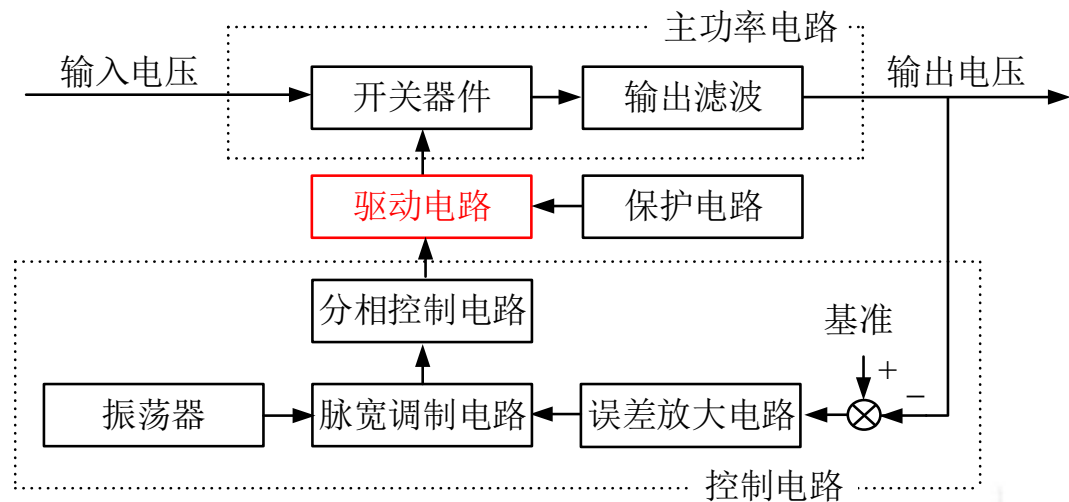 主功率电路
输入电压
开关器件
输出滤波
输出电压
驱动电路
保护电路
分相控制电路
基准
+
−
振荡器
脉宽调制电路
误差放大电路
控制电路